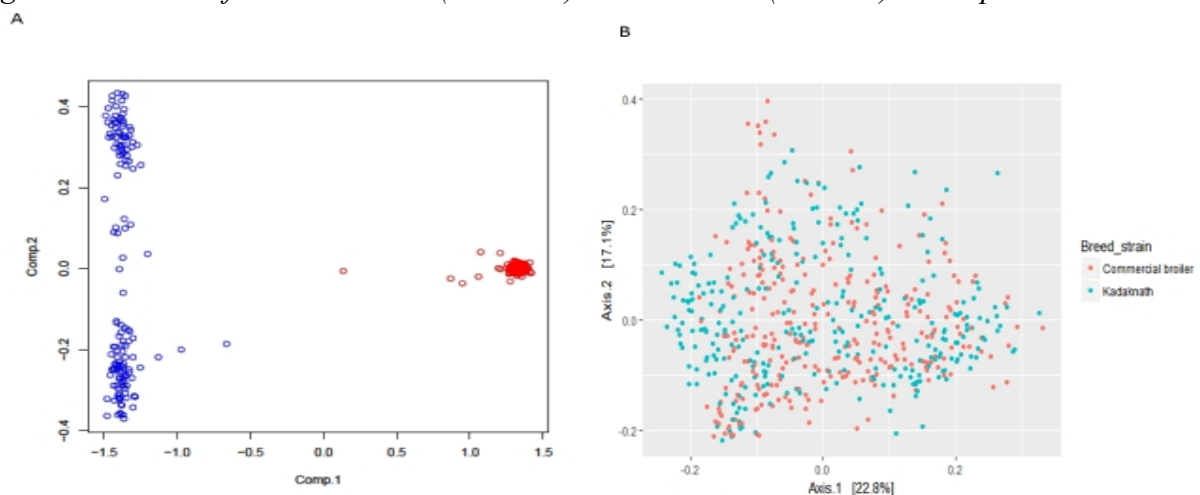 A
B
0.4
0.2
0.0
-0.2
-0.4
Comp.2
-1.5
-1.0
-0.5
0.0
0.5
1.0
1.5
Comp.1
0.4
0.2
0.0
-0.2
Axis.2 [17.1%]
-0.2
0.0
0.2
Axis.1 [22.8%]
Breed_strain
Commercial broiler
Kadaknath